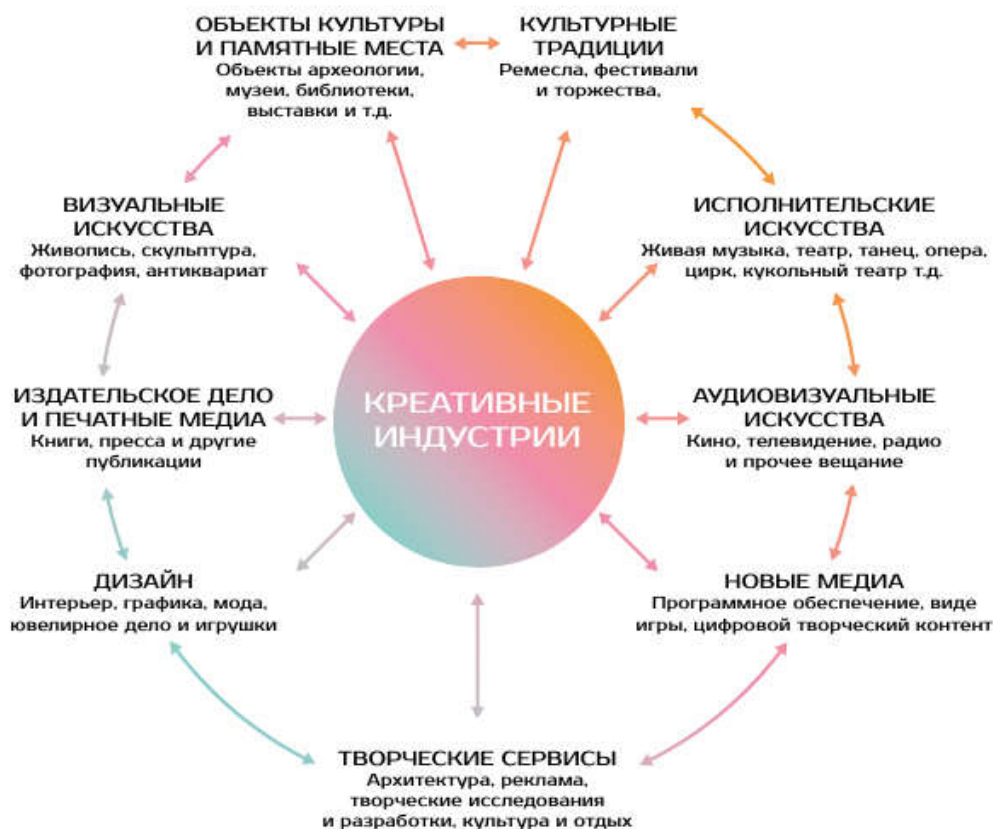 ОБЪЕКТЫ КУЛЬТУРЫ
И ПАМЯТНЫЕ МЕСТА
Объекты археологии,
музеи, библиотеки,
выставки и т.д.
КУЛЬТУРНЫЕ
ТРАДИЦИИ
Ремесла, фестивали
и торжества,
ВИЗУАЛЬНЫЕ
ИСКУССТВА
Живопись, скульптура,
фотография, антиквариат
ИСПОЛНИТЕЛЬСКИЕ
ИСКУССТВА
Живая музыка, театр, танец, опера,
цирк, кукольный театр т.д.
ИЗДАТЕЛЬСКОЕ ДЕЛО
И ПЕЧАТНЫЕ МЕДИА
Книги, пресса и другие
публикации
КРЕАТИВНЫЕ
ИНДУСТРИИ
АУДИОВИЗУАЛЬНЫЕ
ИСКУССТВА
Кино, телевидение, радио
и прочее вещание
ДИЗАЙН
Интерьер, графика, мода,
ювелирное дело и игрушки
НОВЫЕ МЕДИА
Программное обеспечение, виде
игры, цифровой творческий контент
ТВОРЧЕСКИЕ СЕРВИСЫ
Архитектура, реклама,
творческие исследования
и разработки, культура и отдых